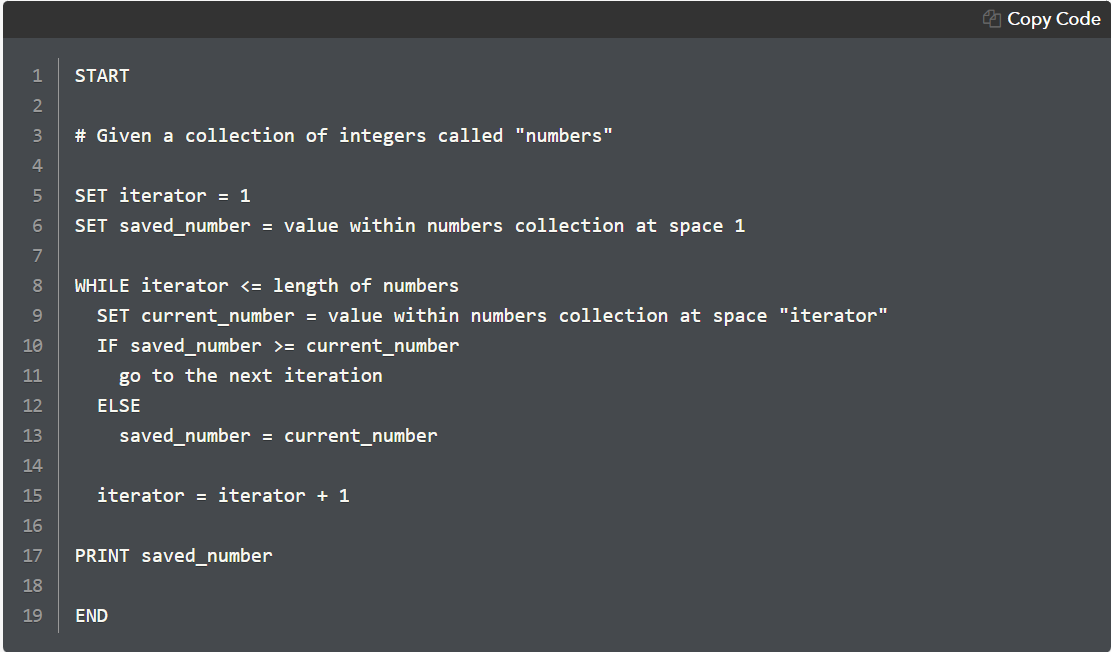 Copy Code
1 START
2
3 # Given a collection of integers called "numbers"
4
5 SET iterator = 1
6 SET saved_number = value within numbers collection at space 1
7
8 WHILE iterator <= length of numbers
9   SET current_number = value within numbers collection at space "iterator"
10   IF saved_number >= current_number
11     go to the next iteration
12   ELSE
13     saved_number = current_number
14
15   iterator = iterator + 1
16
17 PRINT saved_number
18
19 END